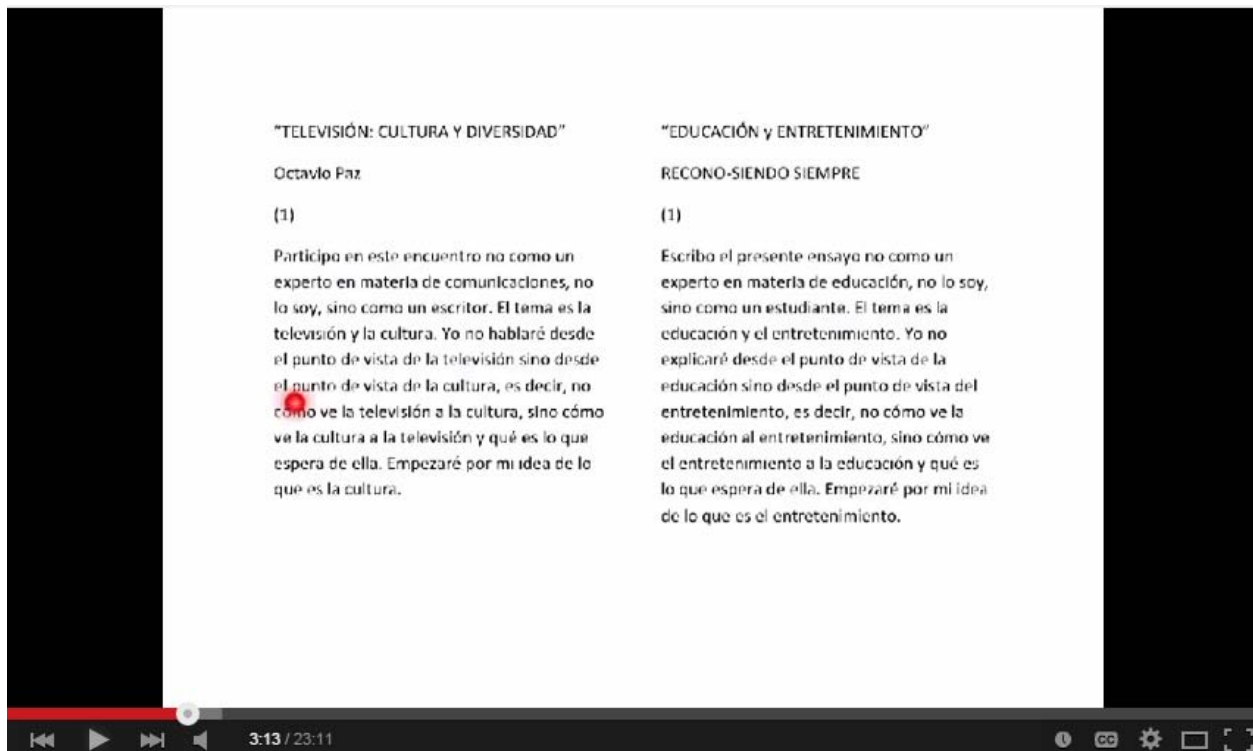 "TELEVISIÓN: CULTURA Y DIVERSIDAD"
Octavio Paz
(1)
Participo en este encuentro no como un
experto en materia de comunicaciones, no
lo soy, sino como un escritor. El tema es la
televisión y la cultura. Yo no hablaré desde
el punto de vista de la televisión sino desde
el punto de vista de la cultura, es decir, no
cómo ve la televisión a la cultura, sino cómo
ve la cultura a la televisión y qué es lo que
espera de ella. Empezaré por mi idea de lo
que es la cultura.
"EDUCACIÓN y ENTRETENIMIENTO"
RECONO-SIENDO SIEMPRE
(1)
Escribo el presente ensayo no como un
experto en materia de educación, no lo soy,
sino como un estudiante. El tema es la
educación y el entretenimiento. Yo no
explicaré desde el punto de vista de la
educación sino desde el punto de vista del
entretenimiento, es decir, no cómo ve la
educación al entretenimiento, sino cómo ve
el entretenimiento a la educación y qué es
lo que espera de ella. Empezaré por mi idea
de lo que es el entretenimiento.
3:13 / 23:11
CC